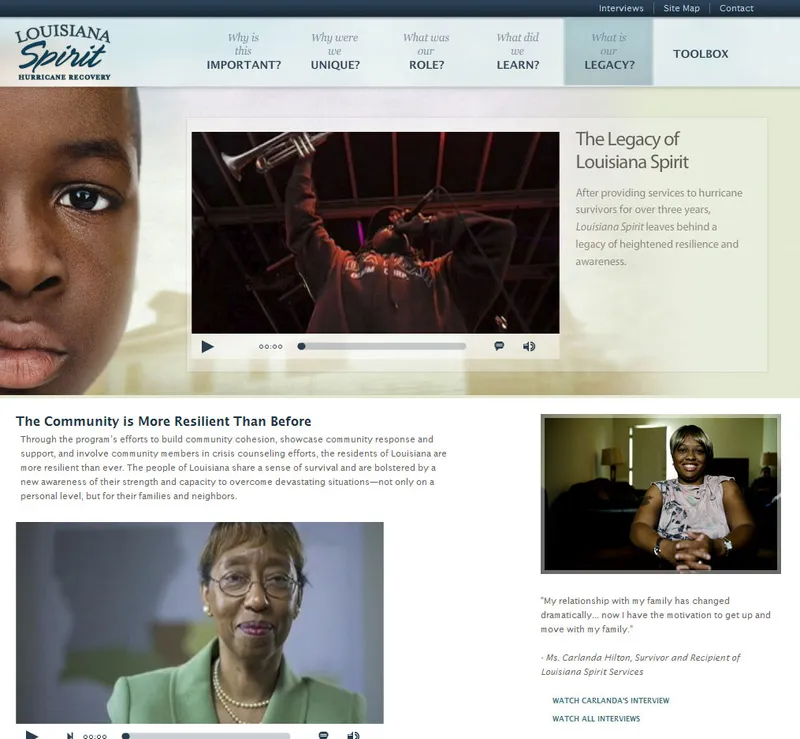 Interviews
Site Map
Contact
LOUISIANA
Spirit
HURRICANE RECOVERY
Why is
this
IMPORTANT?
Why were
we
UNIQUE?
What was
our
ROLE?
What did
we
LEARN?
What is
our
LEGACY?
TOOLBOX
The Legacy of
Louisiana Spirit
After providing services to hurricane
survivors for over three years,
Louisiana Spirit leaves behind a
legacy of heightened resilience and
awareness.
00:00
The Community is More Resilient Than Before
Through the program's efforts to build community cohesion, showcase community response and
support, and involve community members in crisis counseling efforts, the residents of Louisiana are
more resilient than ever. The people of Louisiana share a sense of survival and are bolstered by a
new awareness of their strength and capacity to overcome devastating situations—not only on a
personal level, but for their families and neighbors.
00:00
"My relationship with my family has changed
dramatically... now I have the motivation to get up and
move with my family."
- Ms. Carlanda Hilton, Survivor and Recipient of
Louisiana Spirit Services
WATCH CARLANDA'S INTERVIEW
WATCH ALL INTERVIEWS